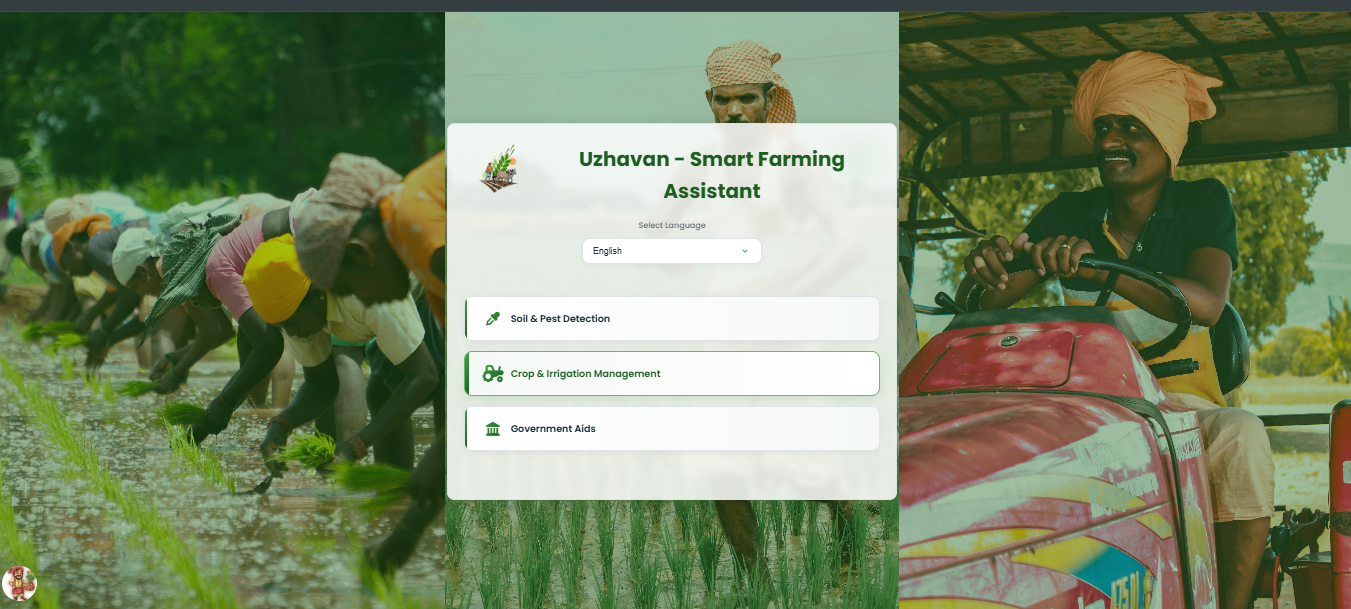 Uzhavan - Smart Farming
Assistant
Select Language
English
Soil & Pest Detection
Crop & Irrigation Management
Government Aids